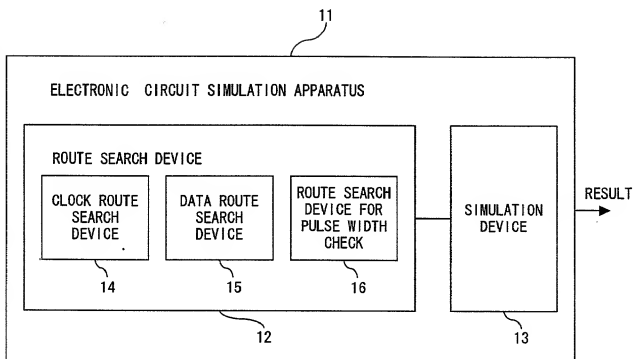 11
ELECTRONIC CIRCUIT SIMULATION APPARATUS
ROUTE SEARCH DEVICE
CLOCK ROUTE
SEARCH
DEVICE
14
DATA ROUTE
SEARCH
DEVICE
15
ROUTE SEARCH
DEVICE FOR
PULSE WIDTH
CHECK
16
12
SIMULATION
DEVICE
13
RESULT